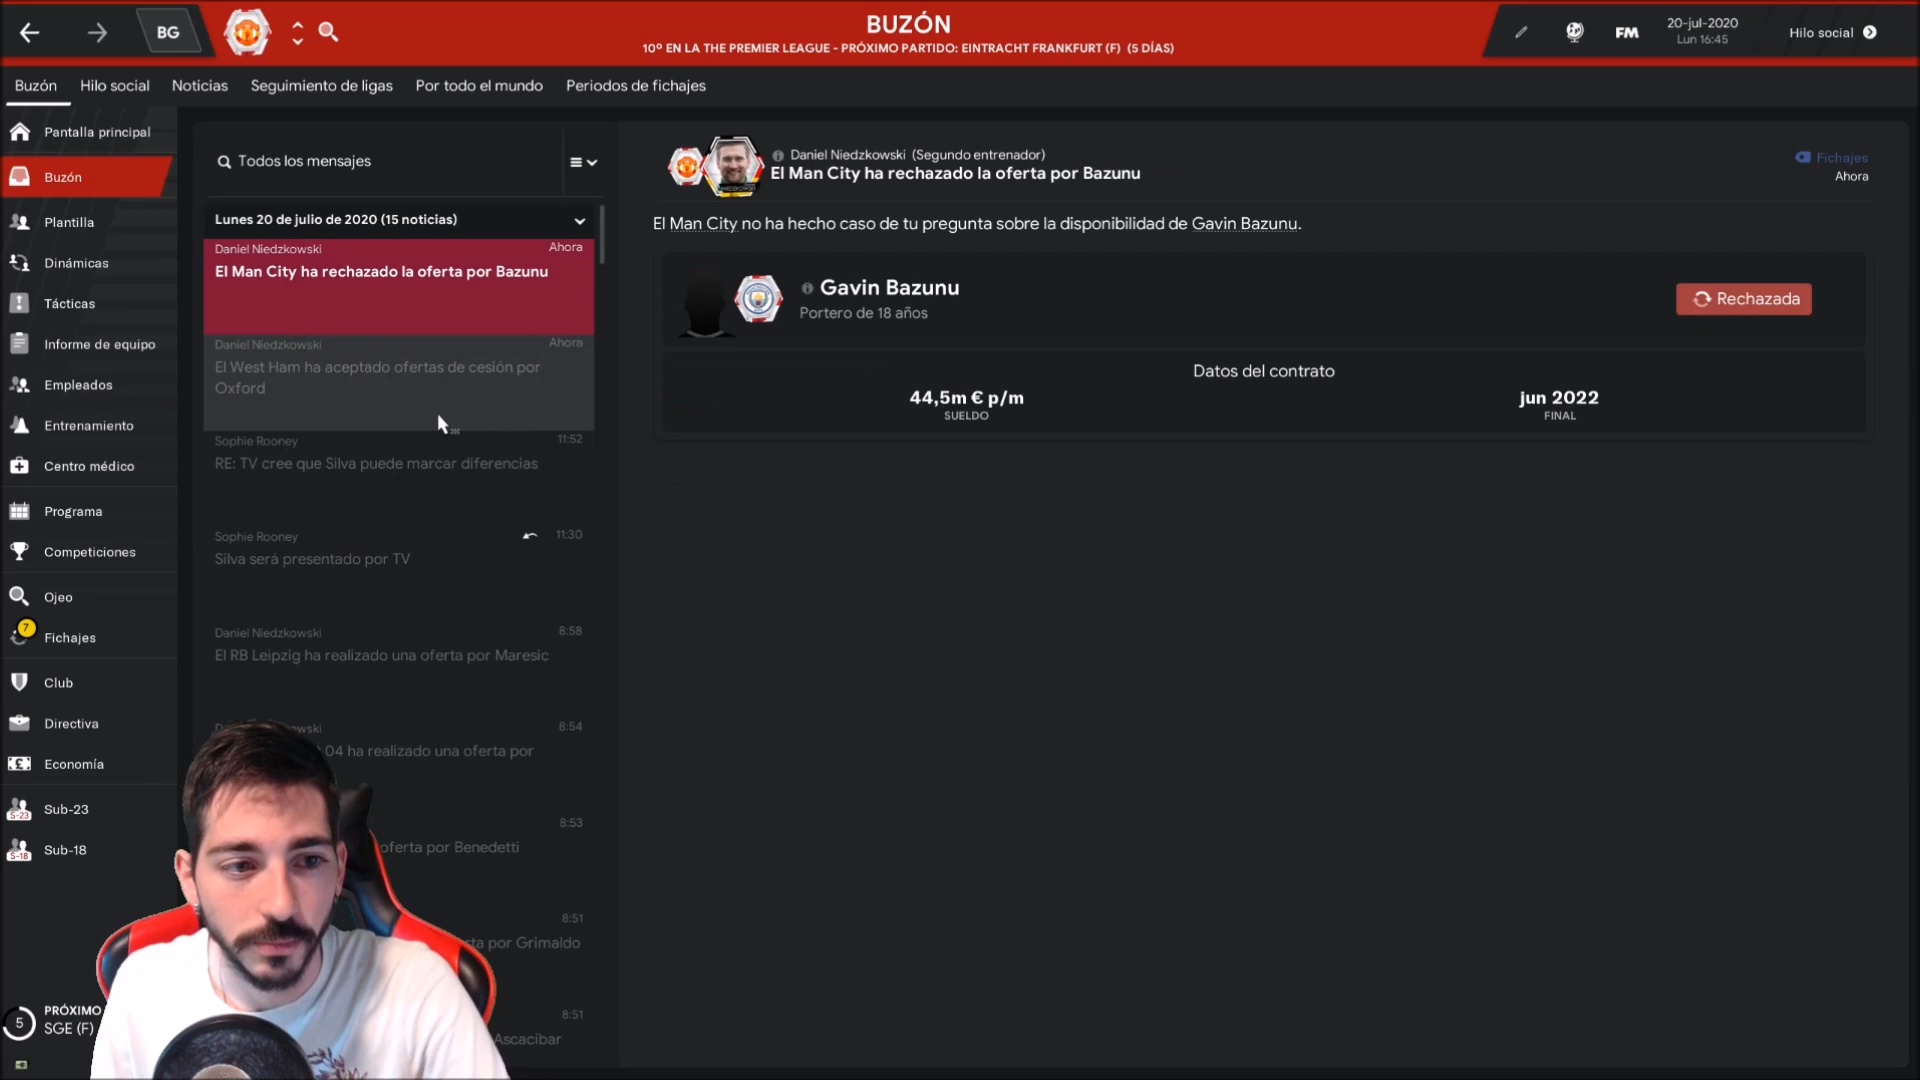 BG
BUZÓN
10º EN LA THE PREMIER LEAGUE - PRÓXIMO PARTIDO: EINTRACHT FRANKFURT (F) (5 DÍAS)
FM
20-jul-2020
Lun 16:45
Hilo social
Buzón
Hilo social
Noticias
Seguimiento de ligas
Por todo el mundo
Periodos de fichajes
Pantalla principal
Buzón
Plantilla
Dinámicas
Tácticas
Informe de equipo
Empleados
Entrenamiento
Centro médico
Programa
Competiciones
Ojeo
7
Fichajes
Club
Directiva
Economía
S-23
Sub-23
S-18
Sub-18
5
PRÓXIMO
SGE (F)
Todos los mensajes
Lunes 20 de julio de 2020 (15 noticias)
Daniel Niedzkowski
Ahora
El Man City ha rechazado la oferta por Bazunu
Daniel Niedzkowski
Ahora
El West Ham ha aceptado ofertas de cesión por
Oxford
Sophie Rooney
11:52
RE: TV cree que Silva puede marcar diferencias
Sophie Rooney
11:30
Silva será presentado por TV
Daniel Niedzkowski
8:58
El RB Leipzig ha realizado una oferta por Maresic
8:54
04 ha realizado una oferta por
8:53
oferta por Benedetti
8:51
por Grimaldo
8:51
Ascacibar
Daniel Niedzkowski (Segundo entrenador)
El Man City ha rechazado la oferta por Bazunu
Fichajes
Ahora
El Man City no ha hecho caso de tu pregunta sobre la disponibilidad de Gavin Bazunu.
Gavin Bazunu
Portero de 18 años
Rechazada
Datos del contrato
44,5m € p/m
SUELDO
jun 2022
FINAL